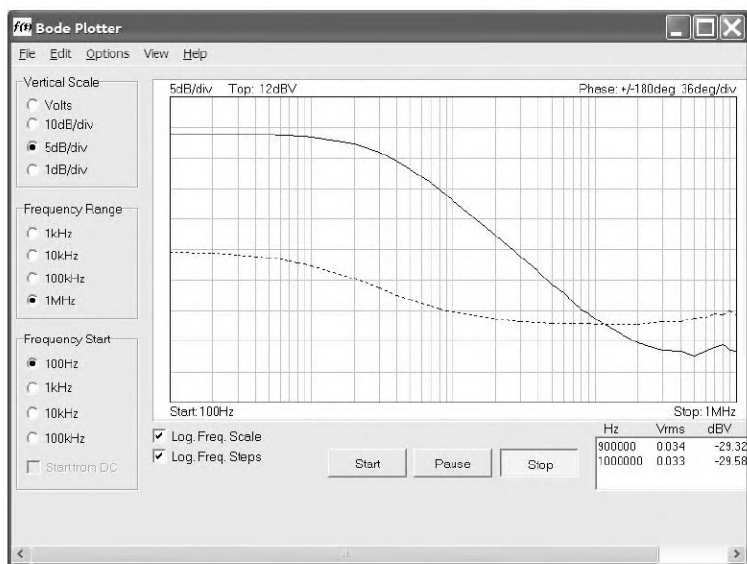 f(t) Bode Plotter
File Edit Options View Help
Vertical Scale
Volts
10dB/div
5dB/div
1dB/div
Frequency Range
1kHz
10kHz
100kHz
1MHz
Frequency Start
100Hz
1kHz
10kHz
100kHz
Start from DC
5dB/div Top: 12dBV Phase: +/-180deg 36deg/div
Start:100Hz Stop:1MHz
Log. Freq. Scale
Log. Freq. Steps
Start Pause Stop
Hz Vrms dBV
900000 0.034 -29.32
1000000 0.033 -29.58